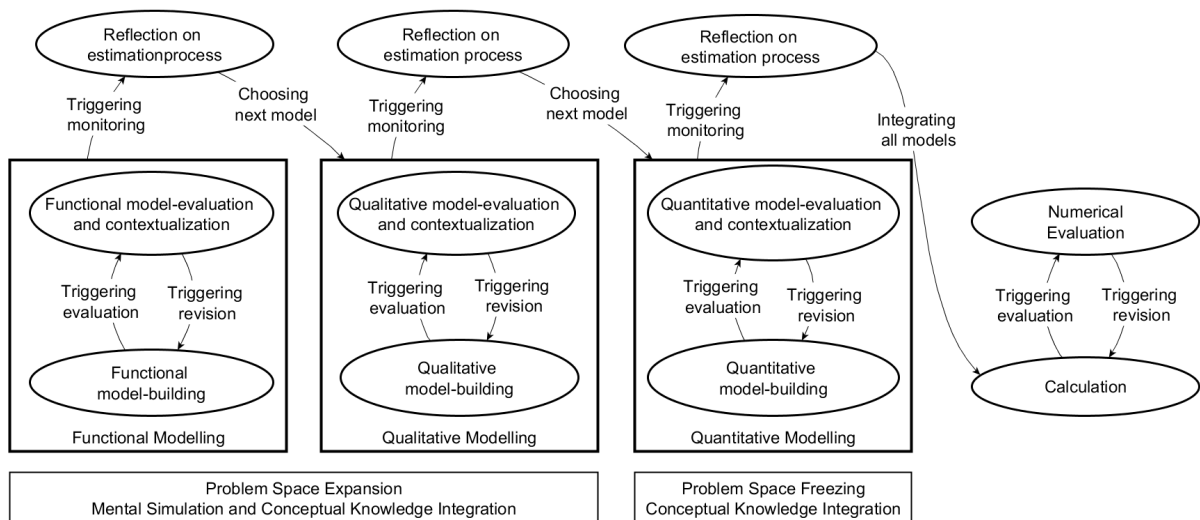 Reflection on
estimationprocess
Reflection on
estimation process
Reflection on
estimation process
Triggering
monitoring
Choosing
next model
Triggering
monitoring
Choosing
next model
Triggering
monitoring
Integrating
all models
Functional model-evaluation
and contextualization
Qualitative model-evaluation
and contextualization
Quantitative model-evaluation
and contextualization
Numerical
Evaluation
Triggering
evaluation
Triggering
revision
Triggering
evaluation
Triggering
revision
Triggering
evaluation
Triggering
revision
Triggering
evaluation
Triggering
revision
Functional
model-building
Qualitative
model-building
Quantitative
model-building
Calculation
Functional Modelling
Qualitative Modelling
Quantitative Modelling
Problem Space Expansion
Mental Simulation and Conceptual Knowledge Integration
Problem Space Freezing
Conceptual Knowledge Integration